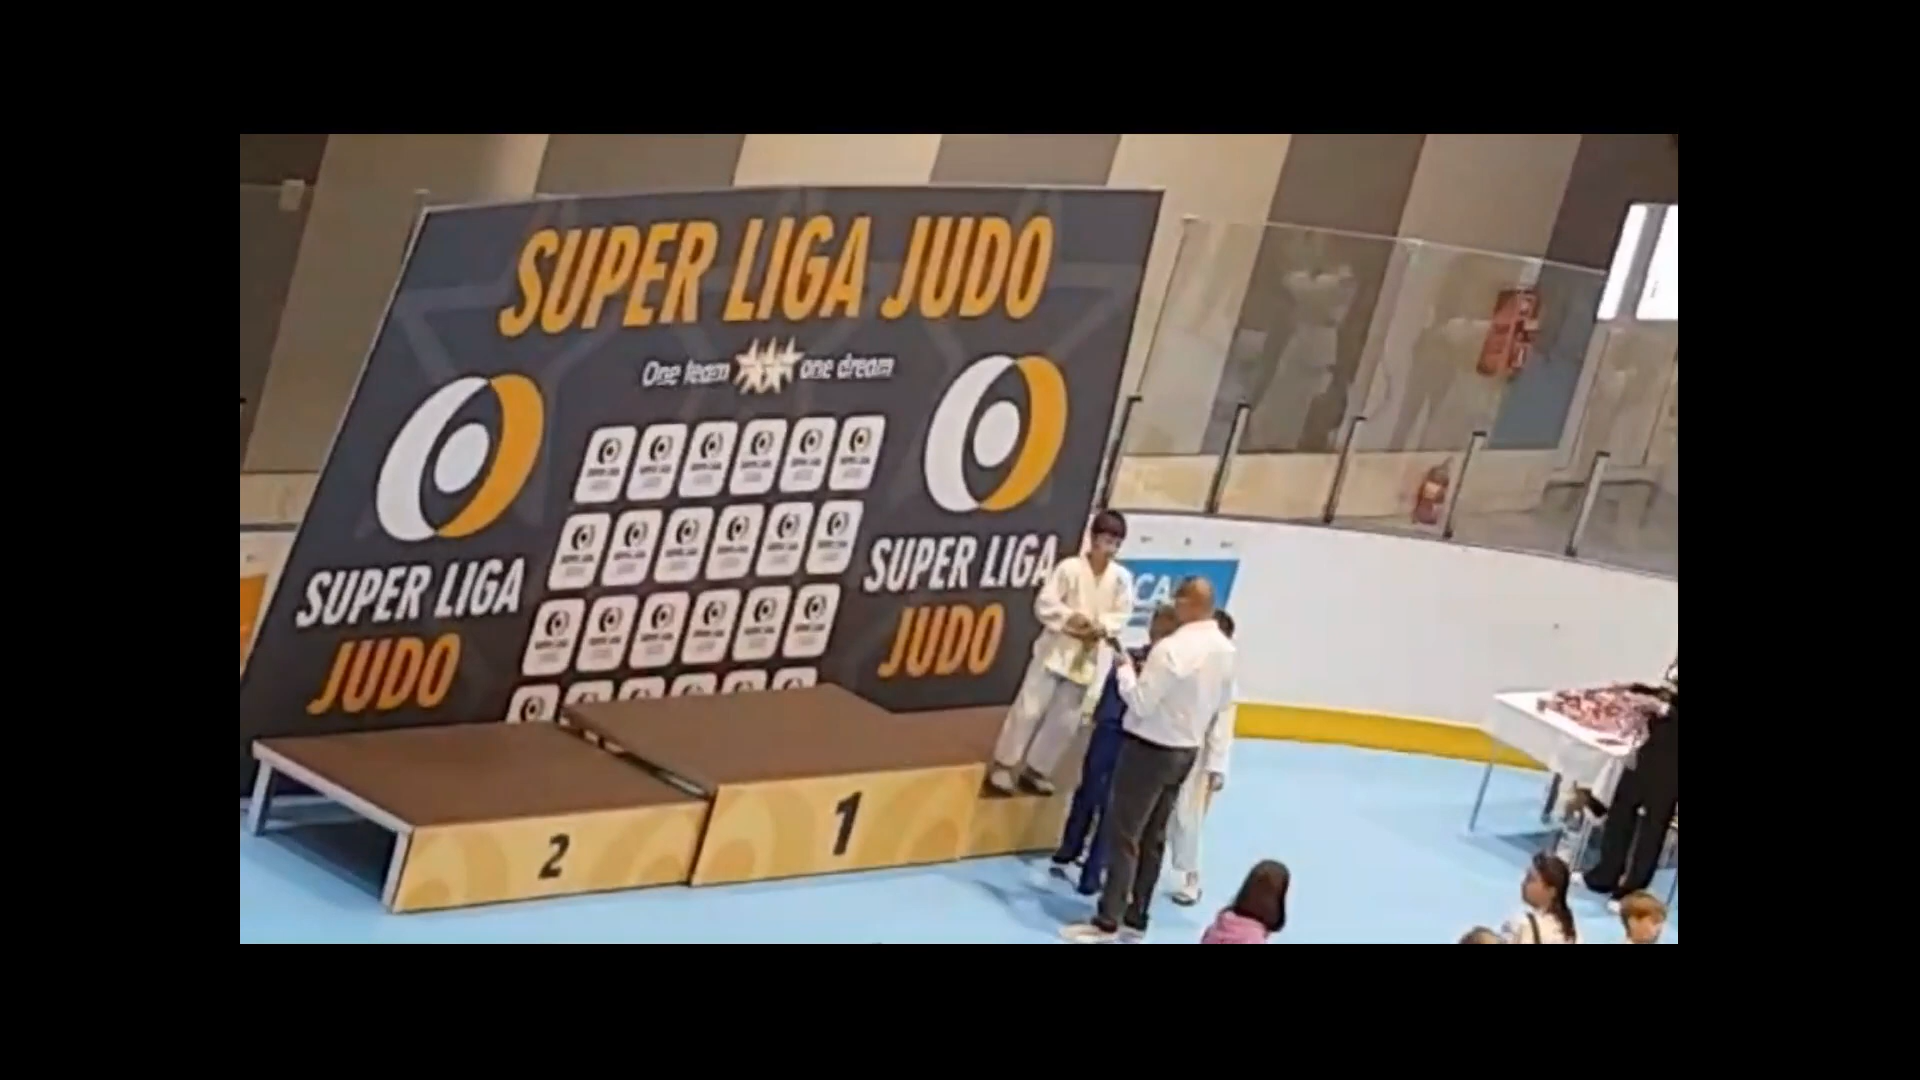 SUPER LIGA JUDO
One team one dream
SUPER LIGA
JUDO
SUPER LIGA
JUDO
2
1